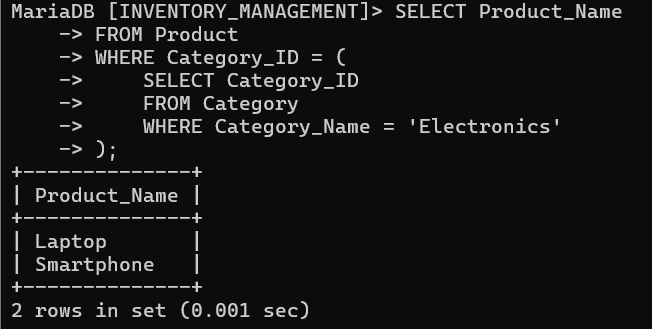 MariaDB [INVENTORY_MANAGEMENT]> SELECT Product_Name
    -> FROM Product
    -> WHERE Category_ID = (
    ->     SELECT Category_ID
    ->     FROM Category
    ->     WHERE Category_Name = 'Electronics'
    -> );
+--------------+
| Product_Name |
+--------------+
| Laptop       |
| Smartphone   |
+--------------+
2 rows in set (0.001 sec)